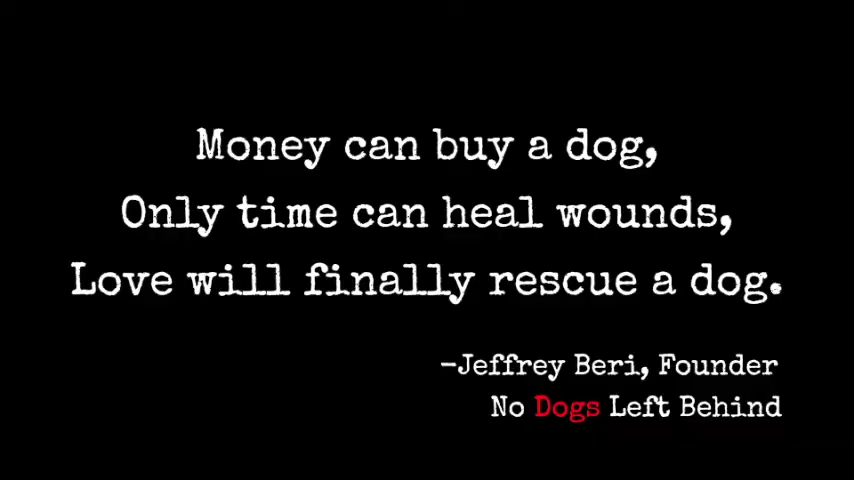 Money can buy a dog,
Only time can heal wounds,
Love will finally rescue a dog.
-Jeffrey Beri, Founder
No Dogs Left Behind